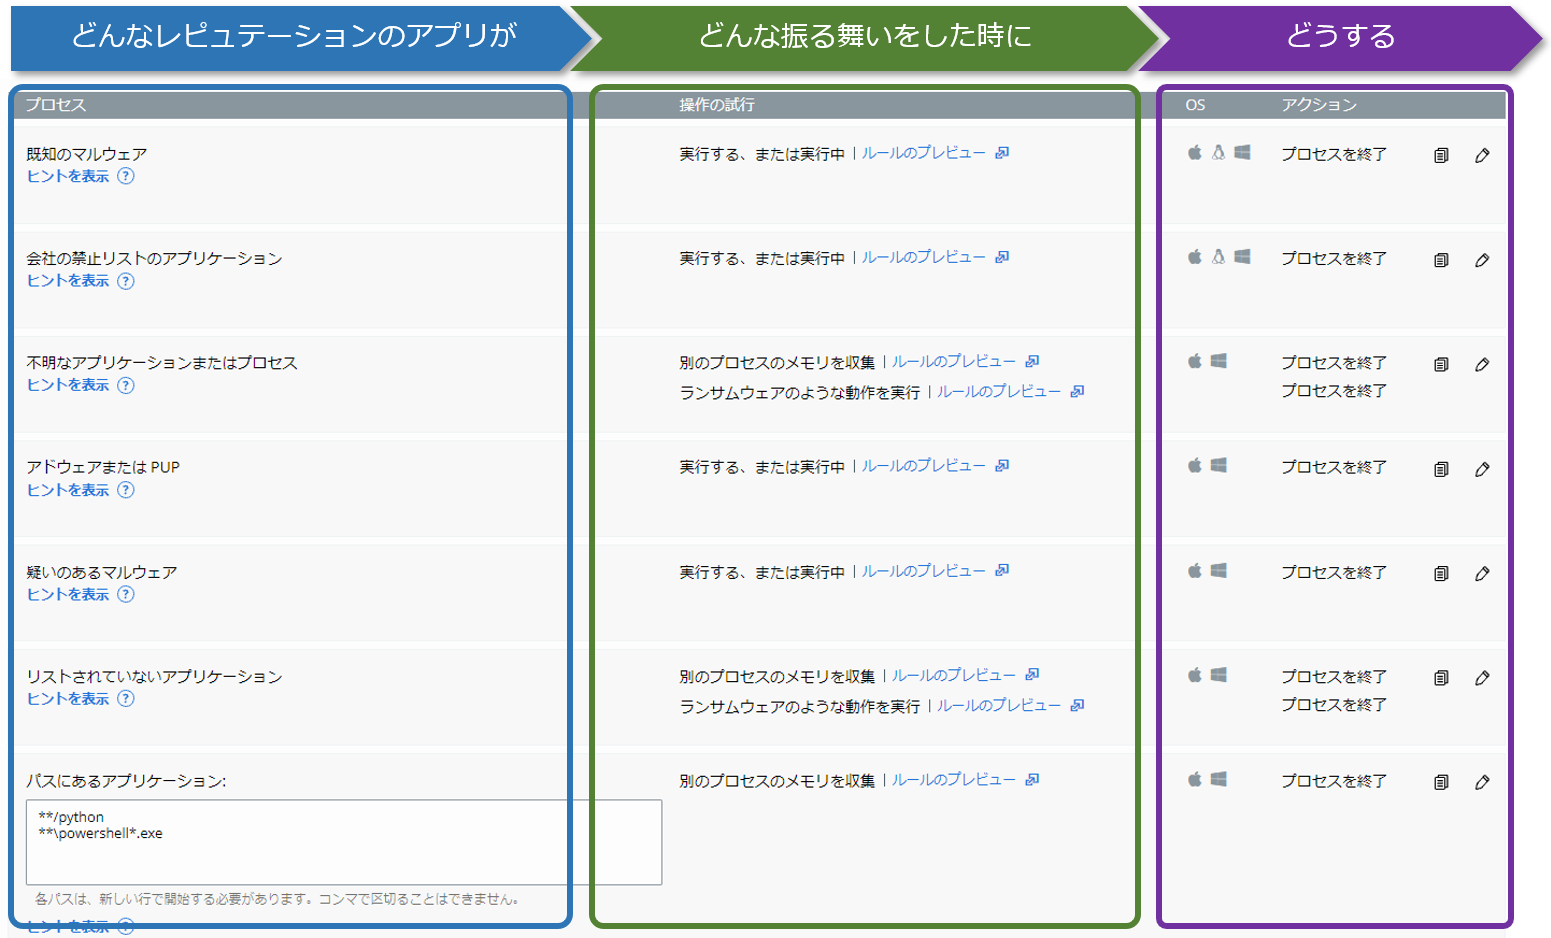 どんなレピュテーションのアプリが
どんな振る舞いをした時に
どうする
プロセス 操作の試行 OS アクション
既知のマルウェア 実行する、または実行中 | ルールのプレビュー プロセスを終了
ヒントを表示 ?
会社の禁止リストのアプリケーション 実行する、または実行中 | ルールのプレビュー プロセスを終了
ヒントを表示 ?
不明なアプリケーションまたはプロセス 別のプロセスのメモリを収集 | ルールのプレビュー プロセスを終了
ヒントを表示 ? ランサムウェアのような動作を実行 | ルールのプレビュー プロセスを終了
アドウェアまたは PUP 実行する、または実行中 | ルールのプレビュー プロセスを終了
ヒントを表示 ?
疑いのあるマルウェア 実行する、または実行中 | ルールのプレビュー プロセスを終了
ヒントを表示 ?
リストされていないアプリケーション 別のプロセスのメモリを収集 | ルールのプレビュー プロセスを終了
ヒントを表示 ? ランサムウェアのような動作を実行 | ルールのプレビュー プロセスを終了
パスにあるアプリケーション: 別のプロセスのメモリを収集 | ルールのプレビュー プロセスを終了
**/python
**\powershell*.exe
各パスは、新しい行で開始する必要があります。コンマで区切ることはできません。
ヒントを表示 ?